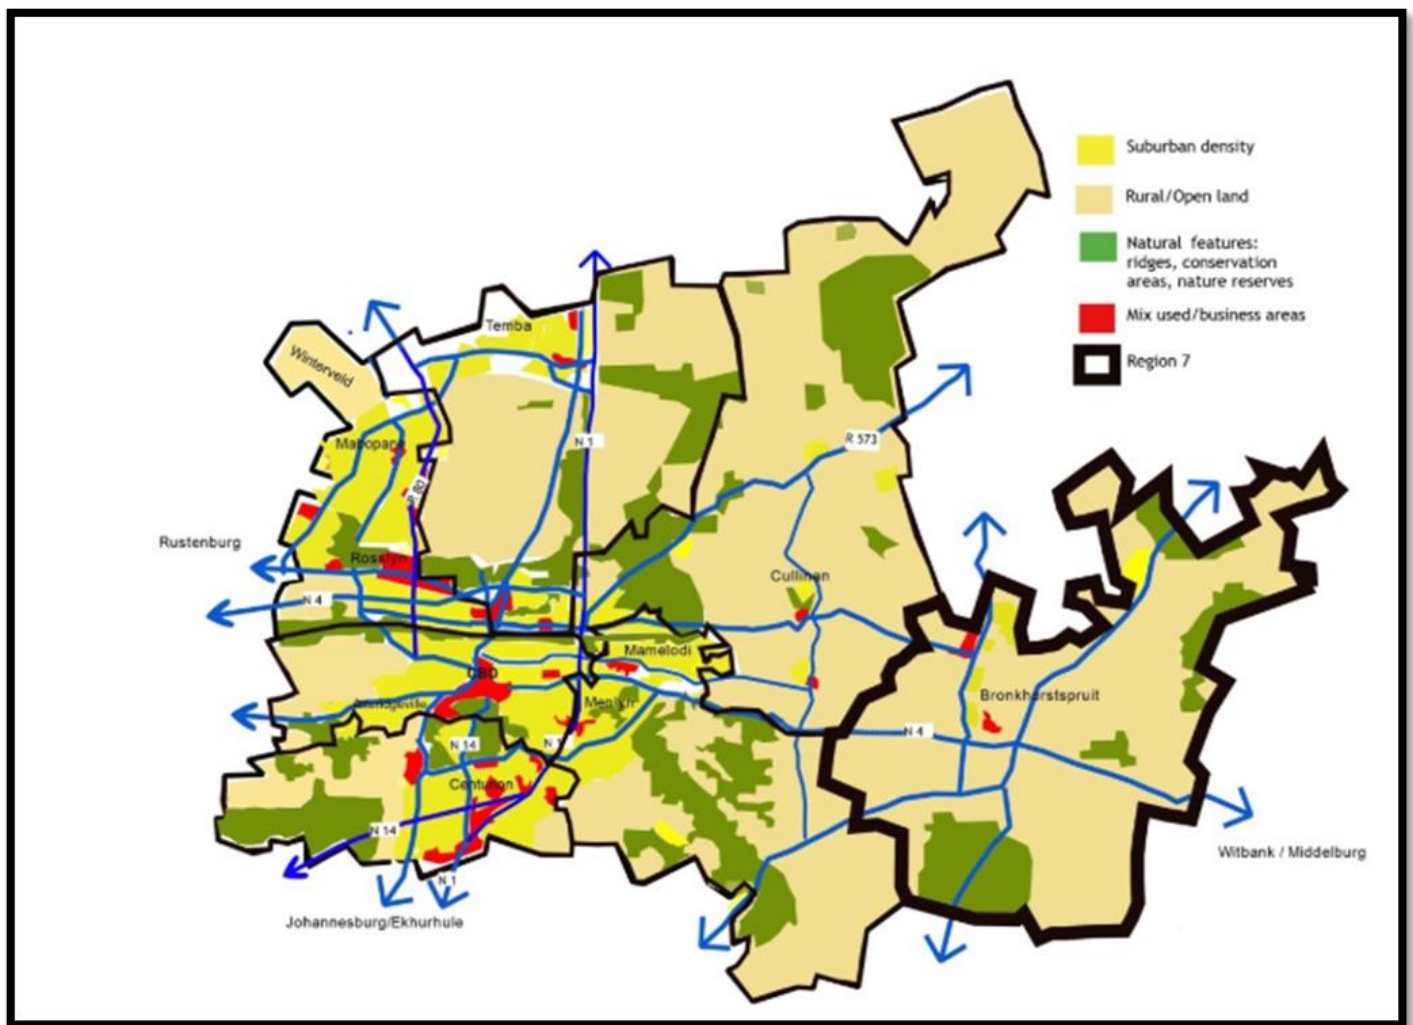 Suburban density
Rural/Open land
Natural features:
ridges, conservation
areas, nature reserves
Mix used/business areas
Region 7
Temba
Winterveld
Mabopane
N 1
R 573
R 80
Rustenburg
Rosslyn
Cullinan
N 4
Mamelodi
CBD
Bronkhorstspruit
Menlyn
Atteridgeville
N 4
N 14
N 1
Centurion
N 14
Witbank / Middelburg
N 1
Johannesburg/Ekhurhule